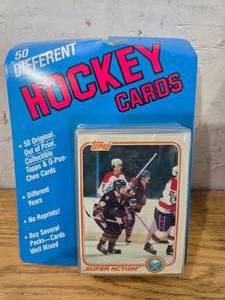 50
DIFFERENT
HOCKEY
CARDS
• 50 Original,
Out of Print,
Collectible
Topps & O-Pee-
Chee Cards
• Different
Years
• No Reprints!
• Buy Several
Packs—Cards
Well Mixed
Topps
SUPER ACTION